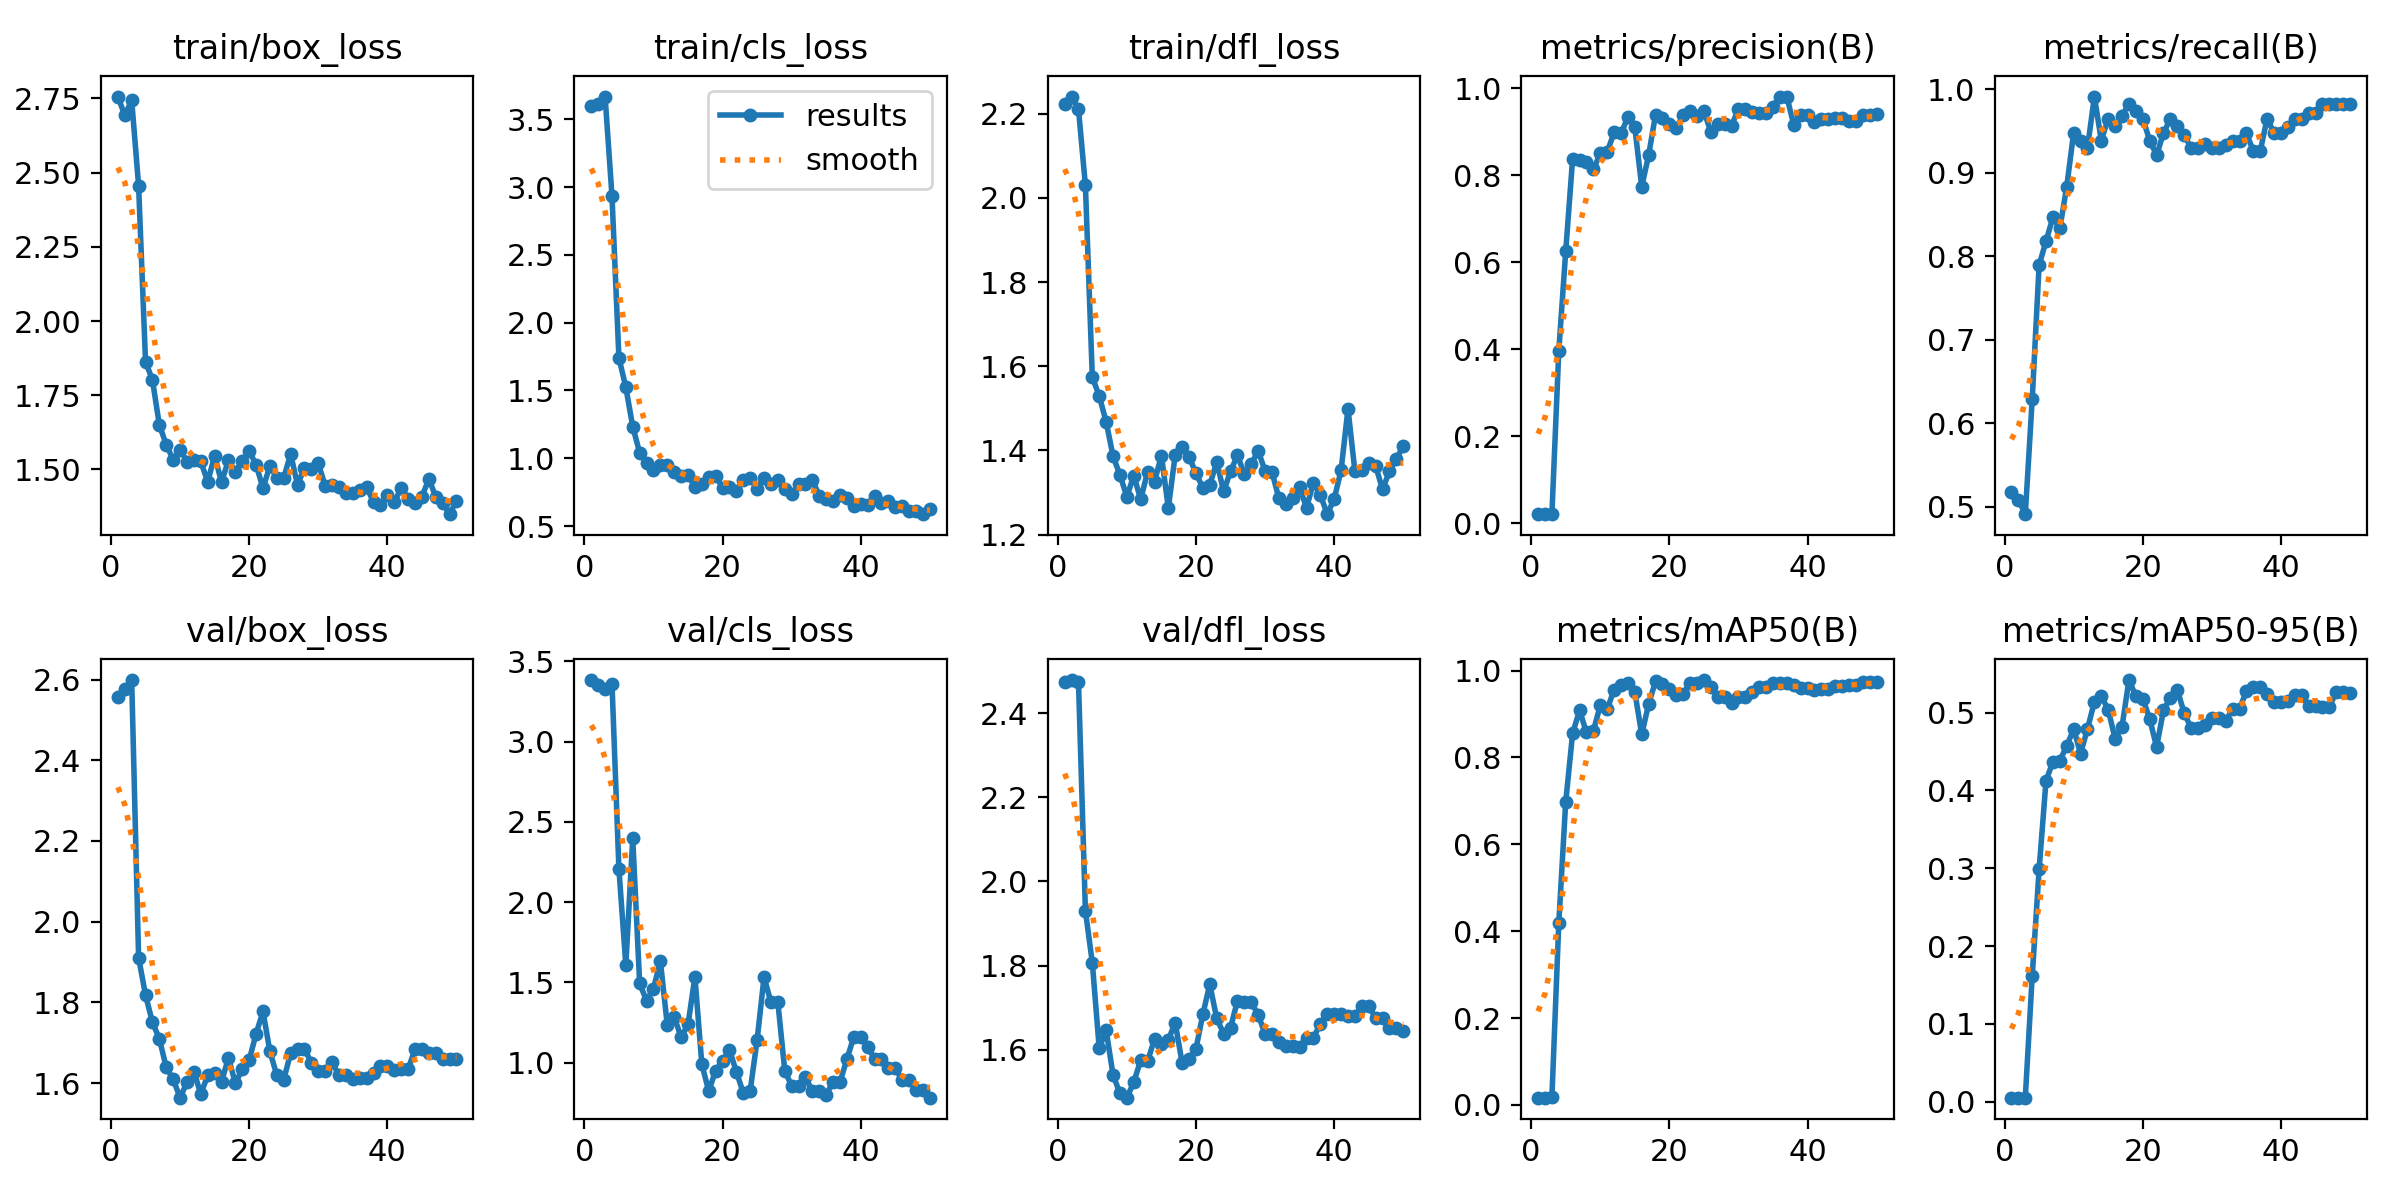 train/box_loss
2.75
2.50
2.25
2.00
1.75
1.50
0 20 40
train/cls_loss
results
smooth
3.5
3.0
2.5
2.0
1.5
1.0
0.5
0 20 40
train/dfl_loss
2.2
2.0
1.8
1.6
1.4
1.2
0 20 40
metrics/precision(B)
1.0
0.8
0.6
0.4
0.2
0.0
0 20 40
metrics/recall(B)
1.0
0.9
0.8
0.7
0.6
0.5
0 20 40
val/box_loss
2.6
2.4
2.2
2.0
1.8
1.6
0 20 40
val/cls_loss
3.5
3.0
2.5
2.0
1.5
1.0
0 20 40
val/dfl_loss
2.4
2.2
2.0
1.8
1.6
0 20 40
metrics/mAP50(B)
1.0
0.8
0.6
0.4
0.2
0.0
0 20 40
metrics/mAP50-95(B)
0.5
0.4
0.3
0.2
0.1
0.0
0 20 40